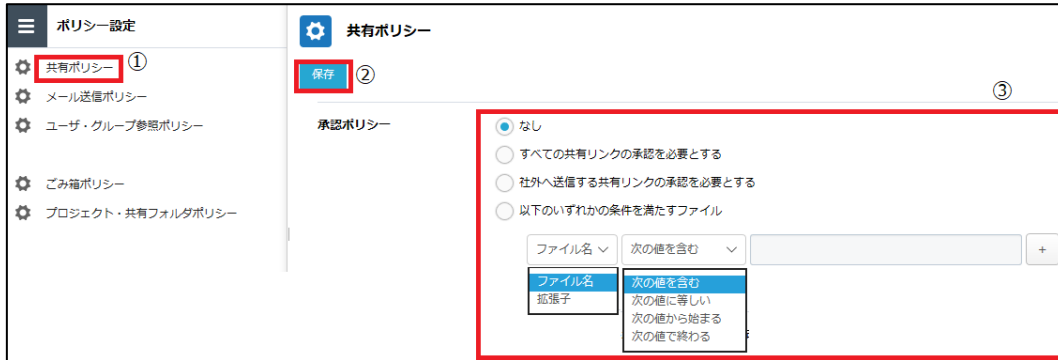 ポリシー設定
共有ポリシー ①
メール送信ポリシー
ユーザ・グループ参照ポリシー
ごみ箱ポリシー
プロジェクト・共有フォルダポリシー
共有ポリシー
保存 ②
③
承認ポリシー
なし
すべての共有リンクの承認を必要とする
社外へ送信する共有リンクの承認を必要とする
以下のいずれかの条件を満たすファイル
ファイル名 次の値を含む +
ファイル名
拡張子
次の値を含む
次の値に等しい
次の値から始まる
次の値で終わる